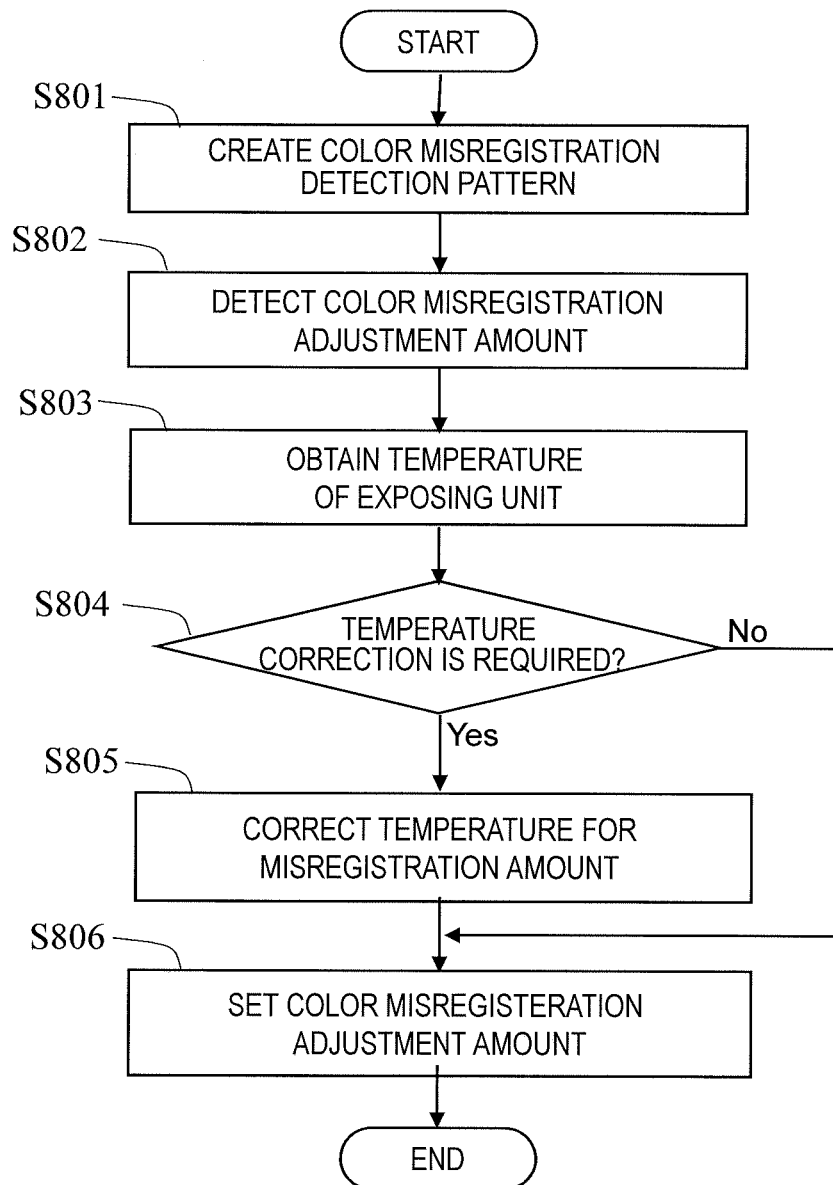 START
S801
CREATE COLOR MISREGISTRATION
DETECTION PATTERN
S802
DETECT COLOR MISREGISTRATION
ADJUSTMENT AMOUNT
S803
OBTAIN TEMPERATURE
OF EXPOSING UNIT
S804
TEMPERATURE
CORRECTION IS REQUIRED?
No
Yes
S805
CORRECT TEMPERATURE FOR
MISREGISTRATION AMOUNT
S806
SET COLOR MISREGISTERATION
ADJUSTMENT AMOUNT
END